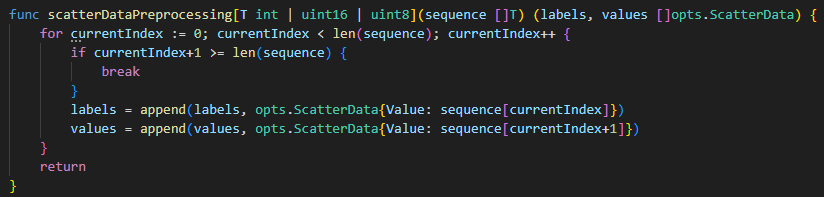 func scatterDataPreprocessing[T int | uint16 | uint8](sequence []T) (labels, values []opts.ScatterData) {
    for currentIndex := 0; currentIndex < len(sequence); currentIndex++ {
        if currentIndex+1 >= len(sequence) {
            break
        }
        labels = append(labels, opts.ScatterData{Value: sequence[currentIndex]})
        values = append(values, opts.ScatterData{Value: sequence[currentIndex+1]})
    }
    return
}